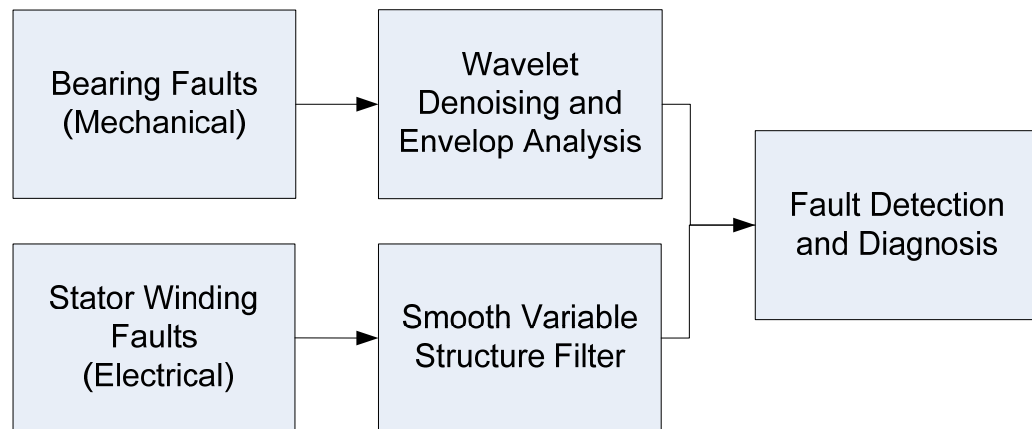 Bearing Faults
(Mechanical)
Wavelet
Denoising and
Envelop Analysis
Stator Winding
Faults
(Electrical)
Smooth Variable
Structure Filter
Fault Detection
and Diagnosis